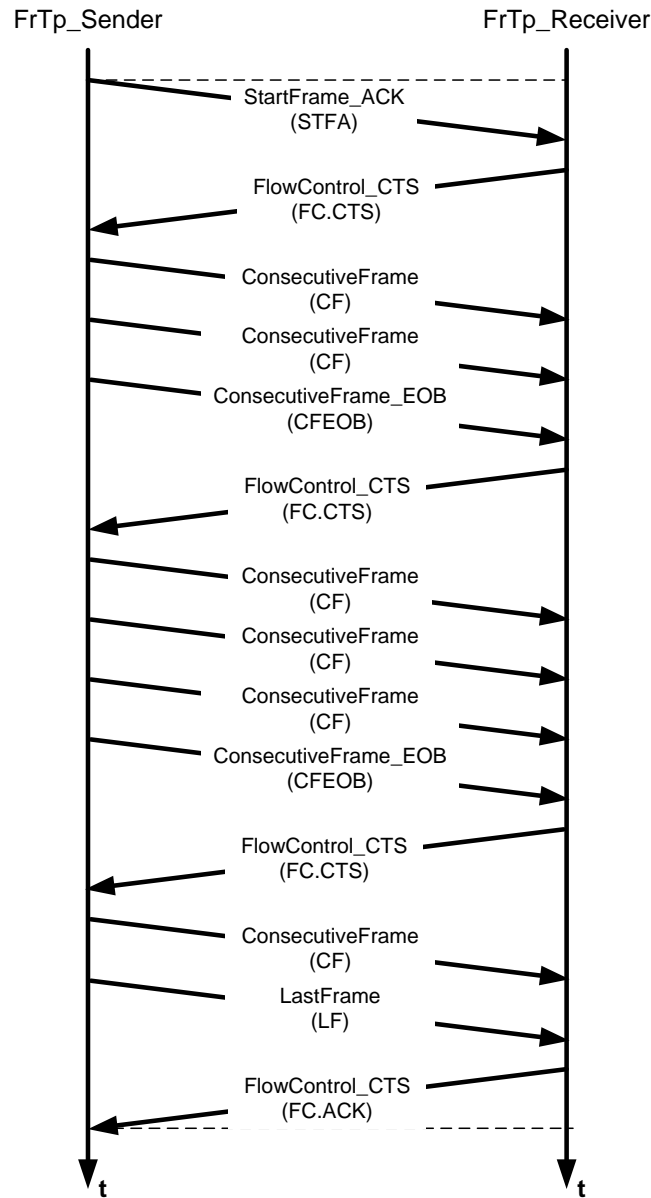 FrTp_Sender
FrTp_Receiver
StartFrame_ACK
(STFA)
FlowControl_CTS
(FC.CTS)
ConsecutiveFrame
(CF)
ConsecutiveFrame
(CF)
ConsecutiveFrame_EOB
(CFEOB)
FlowControl_CTS
(FC.CTS)
ConsecutiveFrame
(CF)
ConsecutiveFrame
(CF)
ConsecutiveFrame
(CF)
ConsecutiveFrame_EOB
(CFEOB)
FlowControl_CTS
(FC.CTS)
ConsecutiveFrame
(CF)
LastFrame
(LF)
FlowControl_CTS
(FC.ACK)
t
t